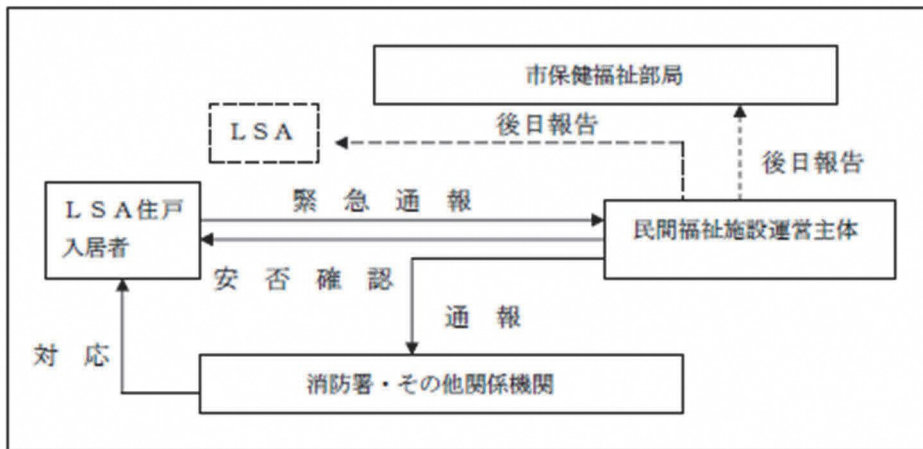 市保健福祉部局
LSA
後日報告
後日報告
LSA住戸
入居者
緊急通報
民間福祉施設運営主体
安否確認
通報
対応
消防署・その他関係機関